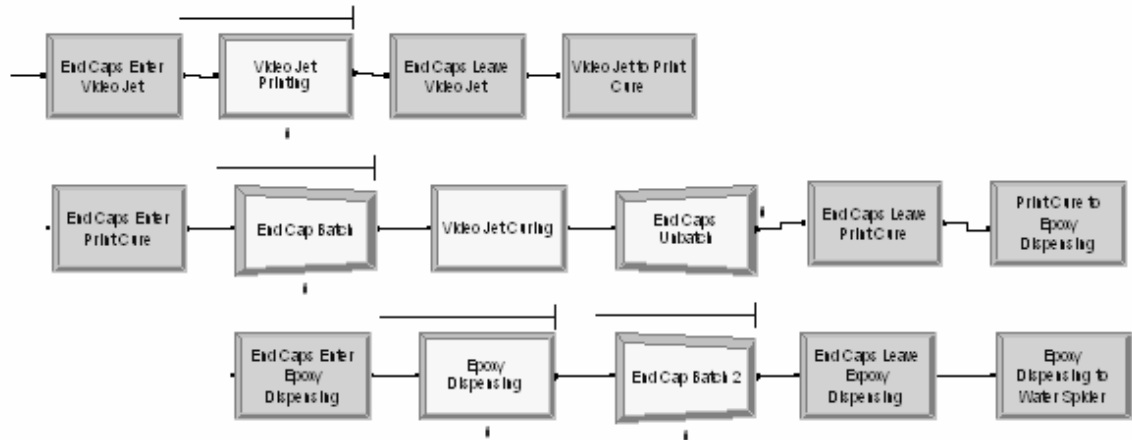 End Caps Enter
Video Jet
Video Jet
Printing
End Caps Leave
Video Jet
Video Jet to Print
Cure
End Caps Enter
Print Cure
End Cap Batch
Video Jet Curing
End Caps
Unbatch
End Caps Leave
Print Cure
Print Cure to
Epoxy
Dispensing
End Caps Enter
Epoxy
Dispensing
Epoxy
Dispensing
End Cap Batch 2
End Caps Leave
Expoxy
Dispensing
Epoxy
Dispensing to
Water Spider